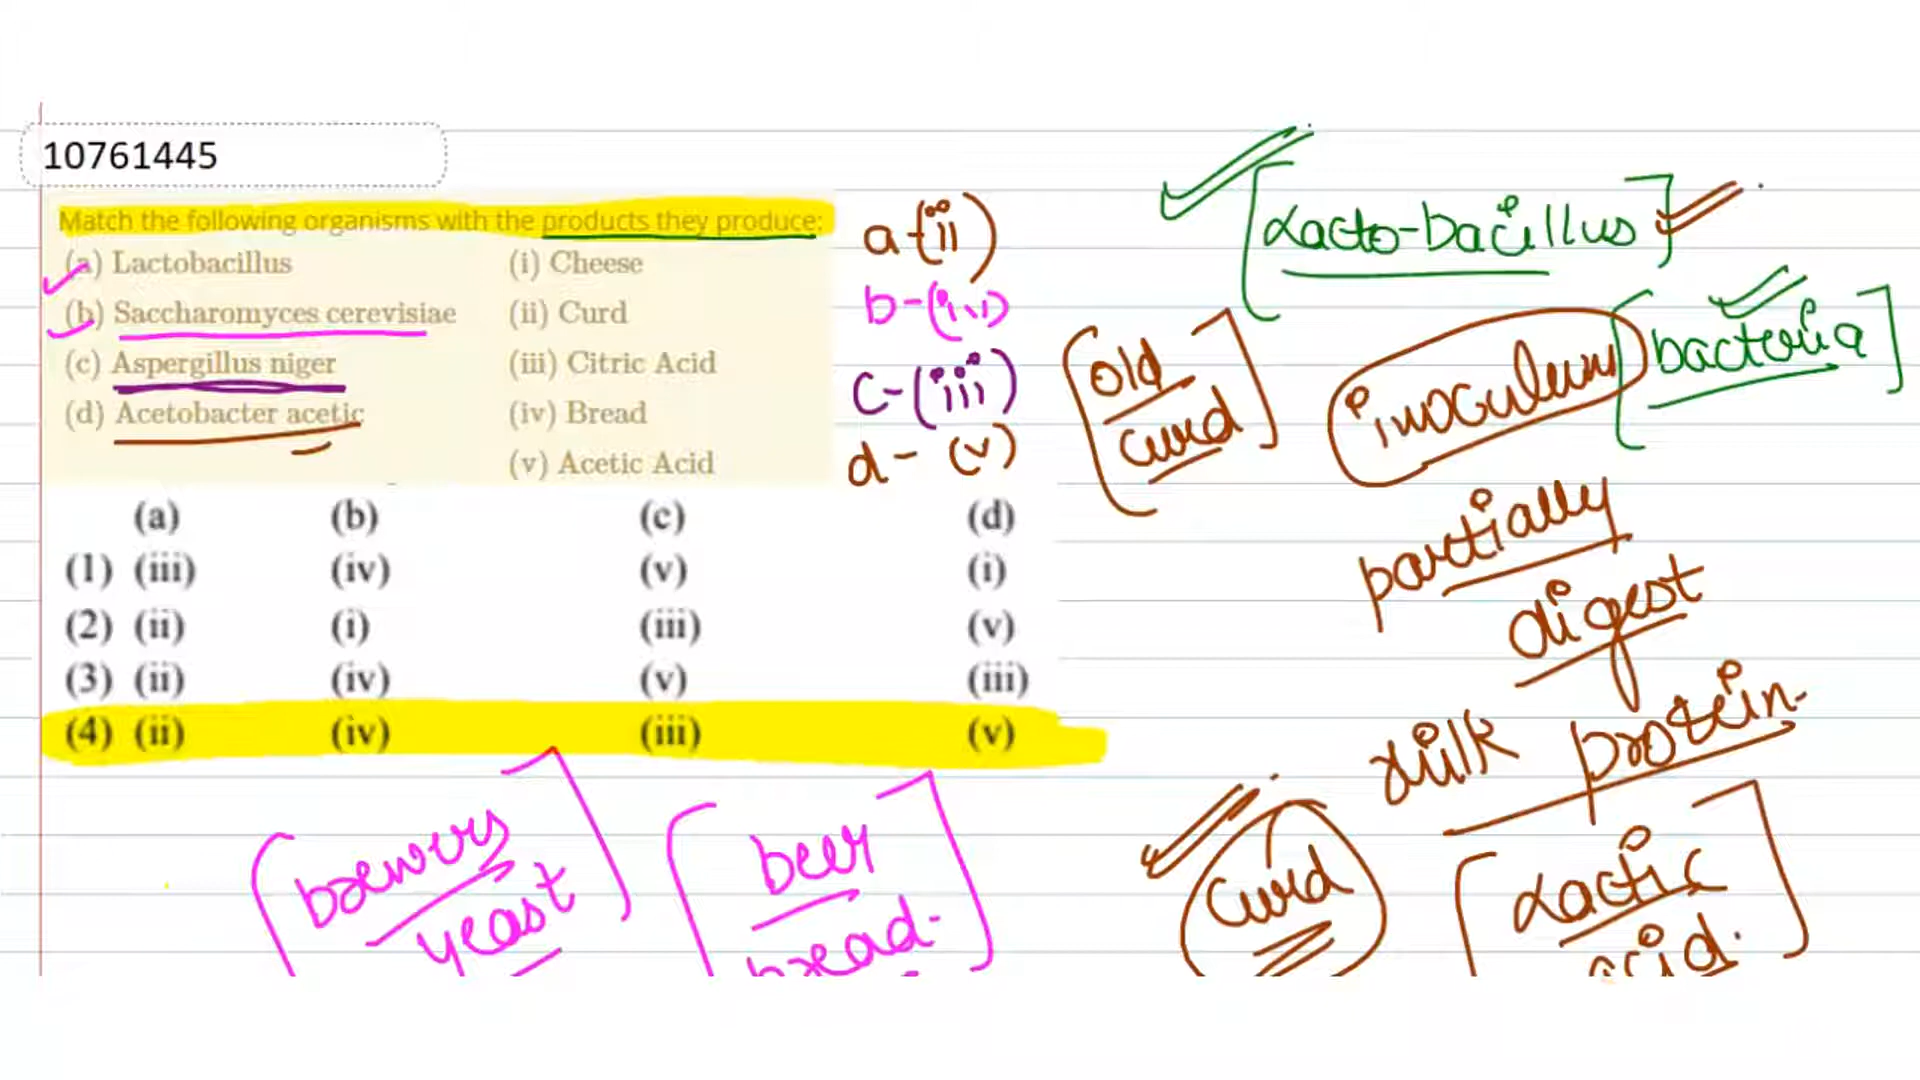 10761445
Match the following organisms with the products they produce:
(a) Lactobacillus (i) Cheese
(b) Saccharomyces cerevisiae (ii) Curd
(c) Aspergillus niger (iii) Citric Acid
(d) Acetobacter acetic (iv) Bread
(v) Acetic Acid
(a) (b) (c) (d)
(1) (iii) (iv) (v) (i)
(2) (ii) (i) (iii) (v)
(3) (ii) (iv) (v) (iii)
(4) (ii) (iv) (iii) (v)
a-(ii)
b-(iv)
c-(iii)
d-(v)
Lacto-bacillus
bacteria
old
curd
inoculum
partially
digest
milk protein.
curd
Lactic
acid.
brewers
yeast
beer
bread.